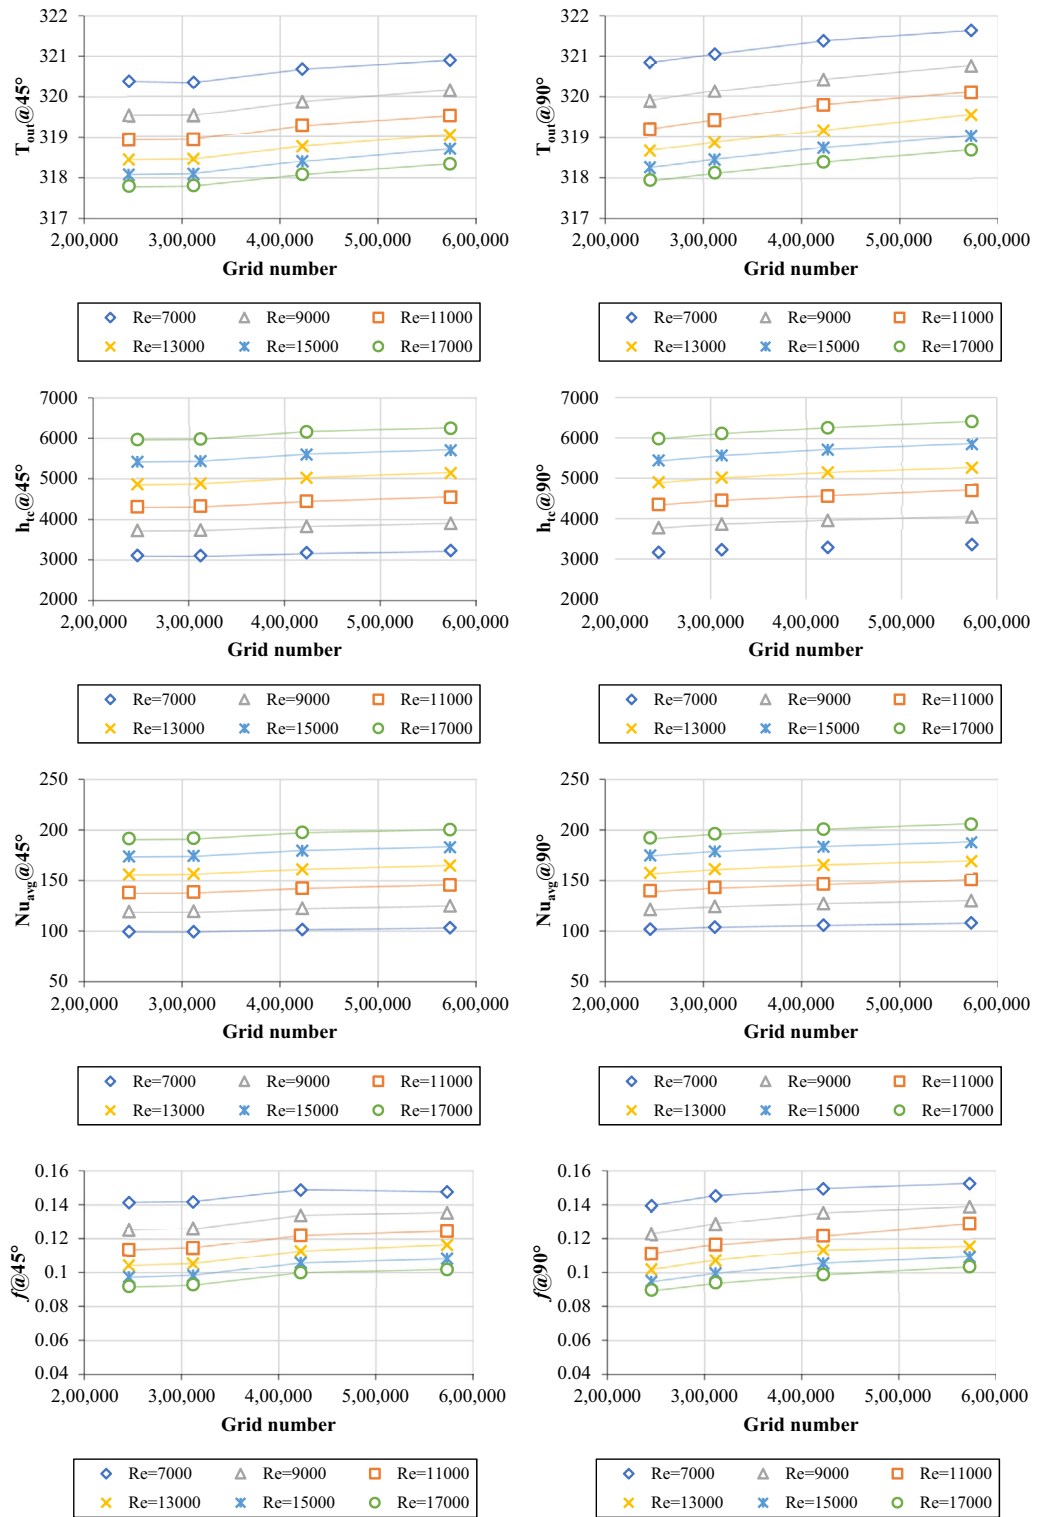 322
321
320
319
318
317
T_out@45°
2,00,000 3,00,000 4,00,000 5,00,000 6,00,000
Grid number
Re=7000 Re=9000 Re=11000
Re=13000 Re=15000 Re=17000
322
321
320
319
318
317
T_out@90°
2,00,000 3,00,000 4,00,000 5,00,000 6,00,000
Grid number
Re=7000 Re=9000 Re=11000
Re=13000 Re=15000 Re=17000
7000
6000
5000
4000
3000
2000
h_tc@45°
2,00,000 3,00,000 4,00,000 5,00,000 6,00,000
Grid number
Re=7000 Re=9000 Re=11000
Re=13000 Re=15000 Re=17000
7000
6000
5000
4000
3000
2000
h_tc@90°
2,00,000 3,00,000 4,00,000 5,00,000 6,00,000
Grid number
Re=7000 Re=9000 Re=11000
Re=13000 Re=15000 Re=17000
250
200
150
100
50
Nu_avg@45°
2,00,000 3,00,000 4,00,000 5,00,000 6,00,000
Grid number
Re=7000 Re=9000 Re=11000
Re=13000 Re=15000 Re=17000
250
200
150
100
50
Nu_avg@90°
2,00,000 3,00,000 4,00,000 5,00,000 6,00,000
Grid number
Re=7000 Re=9000 Re=11000
Re=13000 Re=15000 Re=17000
0.16
0.14
0.12
0.1
0.08
0.06
0.04
f@45°
2,00,000 3,00,000 4,00,000 5,00,000 6,00,000
Grid number
Re=7000 Re=9000 Re=11000
Re=13000 Re=15000 Re=17000
0.16
0.14
0.12
0.1
0.08
0.06
0.04
f@90°
2,00,000 3,00,000 4,00,000 5,00,000 6,00,000
Grid number
Re=7000 Re=9000 Re=11000
Re=13000 Re=15000 Re=17000